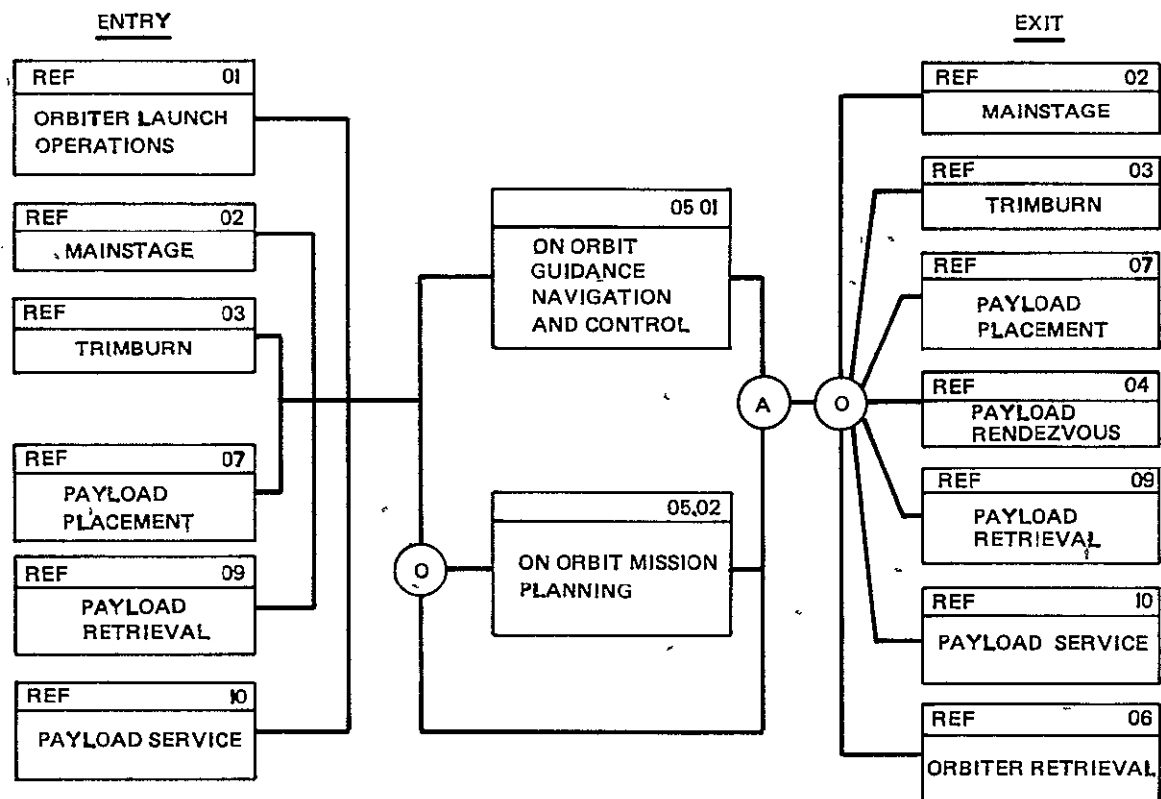 ENTRY
REF 01
ORBITER LAUNCH
OPERATIONS
REF 02
MAINSTAGE
REF 03
TRIMBURN
REF 07
PAYLOAD
PLACEMENT
REF 09
PAYLOAD
RETRIEVAL
REF 10
PAYLOAD SERVICE
05 01
ON ORBIT
GUIDANCE
NAVIGATION
AND CONTROL
05.02
ON ORBIT MISSION
PLANNING
O
A
O
EXIT
REF 02
MAINSTAGE
REF 03
TRIMBURN
REF 07
PAYLOAD
PLACEMENT
REF 04
PAYLOAD
RENDEZVOUS
REF 09
PAYLOAD
RETRIEVAL
REF 10
PAYLOAD SERVICE
REF 06
ORBITER RETRIEVAL